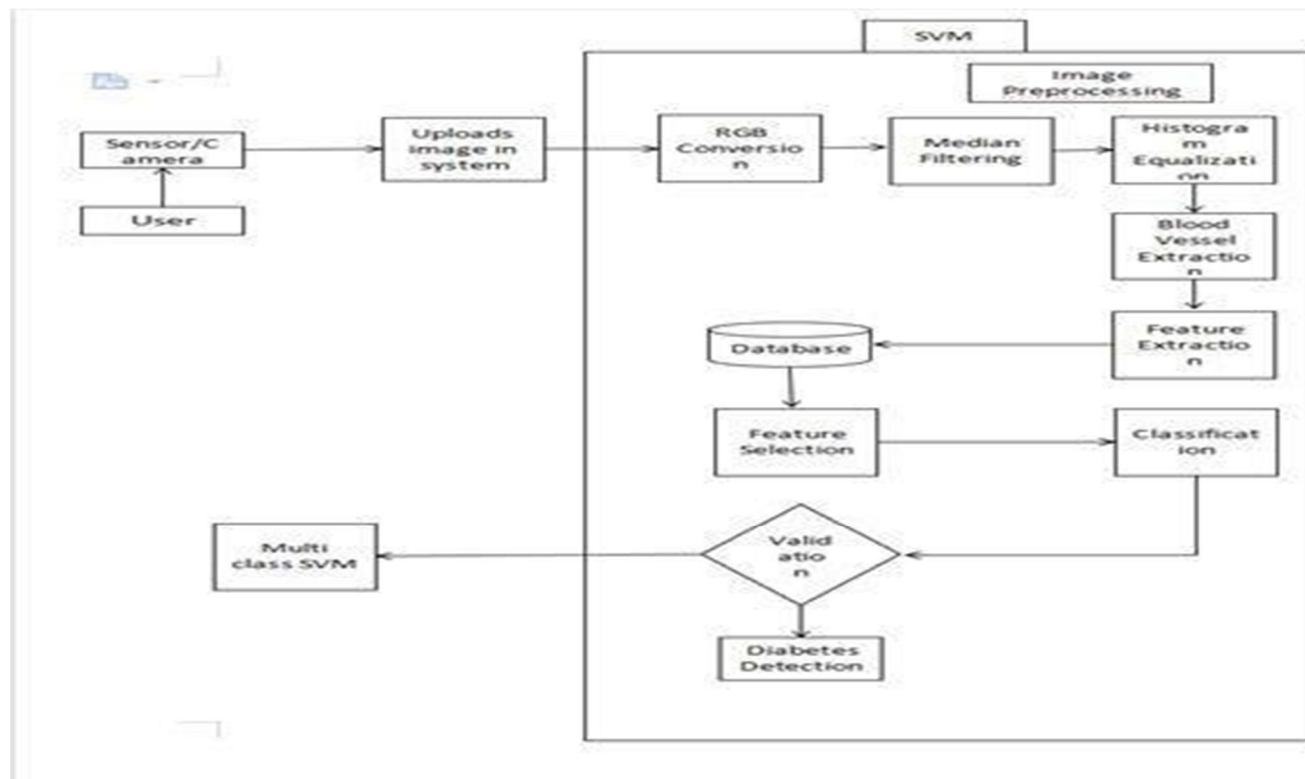 SVM
Image
Preprocessing
Sensor/C
amera
Uploads
image in
system
RGB
Conversio
n
Median
Filtering
Histogra
m
Equalizati
on
User
Blood
Vessel
Extractio
n
Database
Feature
Extractio
n
Feature
Selection
Classificat
ion
Multi
class SVM
Valid
atio
n
Diabetes
Detection